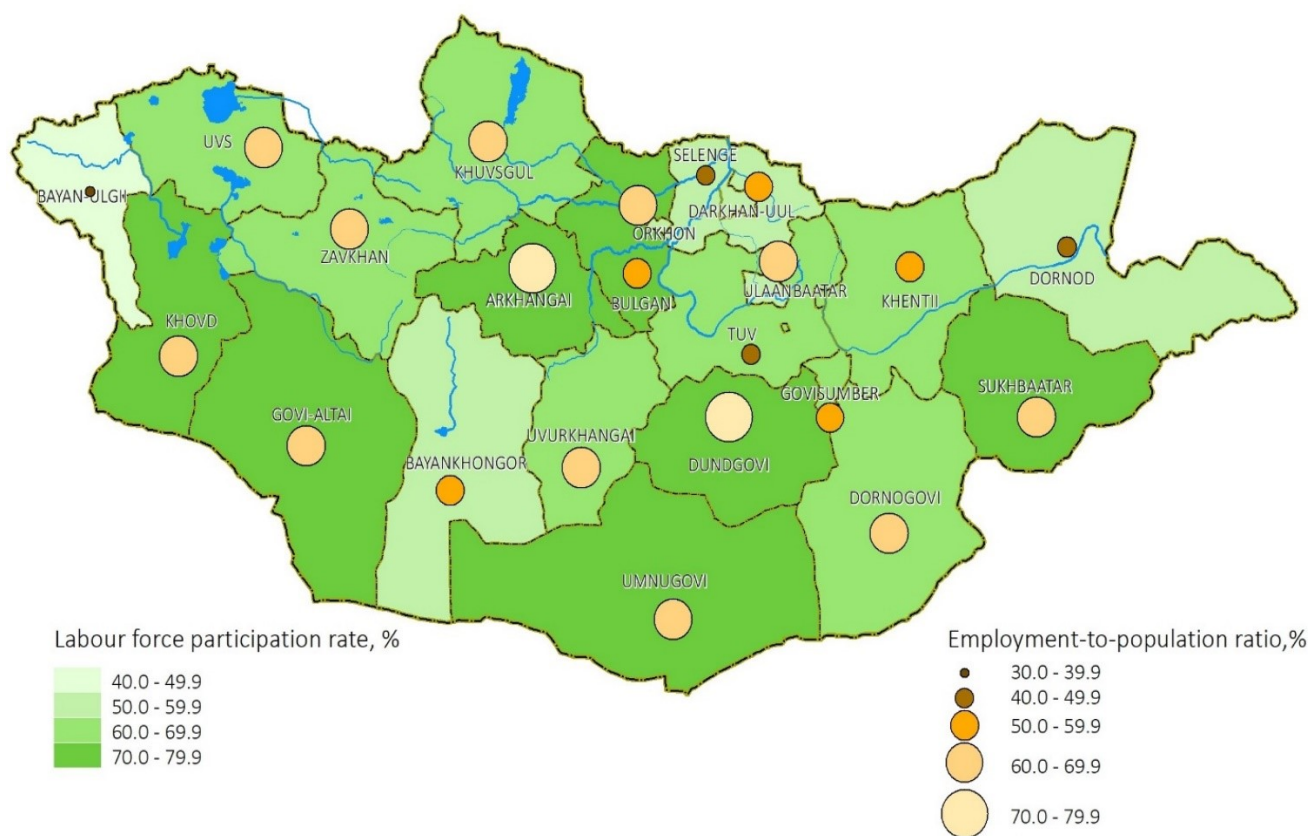 UVS
BAYAN-ULGII
KHUVSGUL
SELENGE
DARKHAN-UUL
ZAVKHAN
ORKHON
ARKHANGAI
BULGAN
ULAANBAATAR
KHENTII
DORNOD
KHOVD
TUV
GOVI-ALTAI
GOVISUMBER
SUKHBAATAR
BAYANKHONGOR
UVURKHANGAI
DUNDGOVI
DORNOGOVI
UMNUGOVI
Labour force participation rate, %
40.0 - 49.9
50.0 - 59.9
60.0 - 69.9
70.0 - 79.9
Employment-to-population ratio,%
30.0 - 39.9
40.0 - 49.9
50.0 - 59.9
60.0 - 69.9
70.0 - 79.9